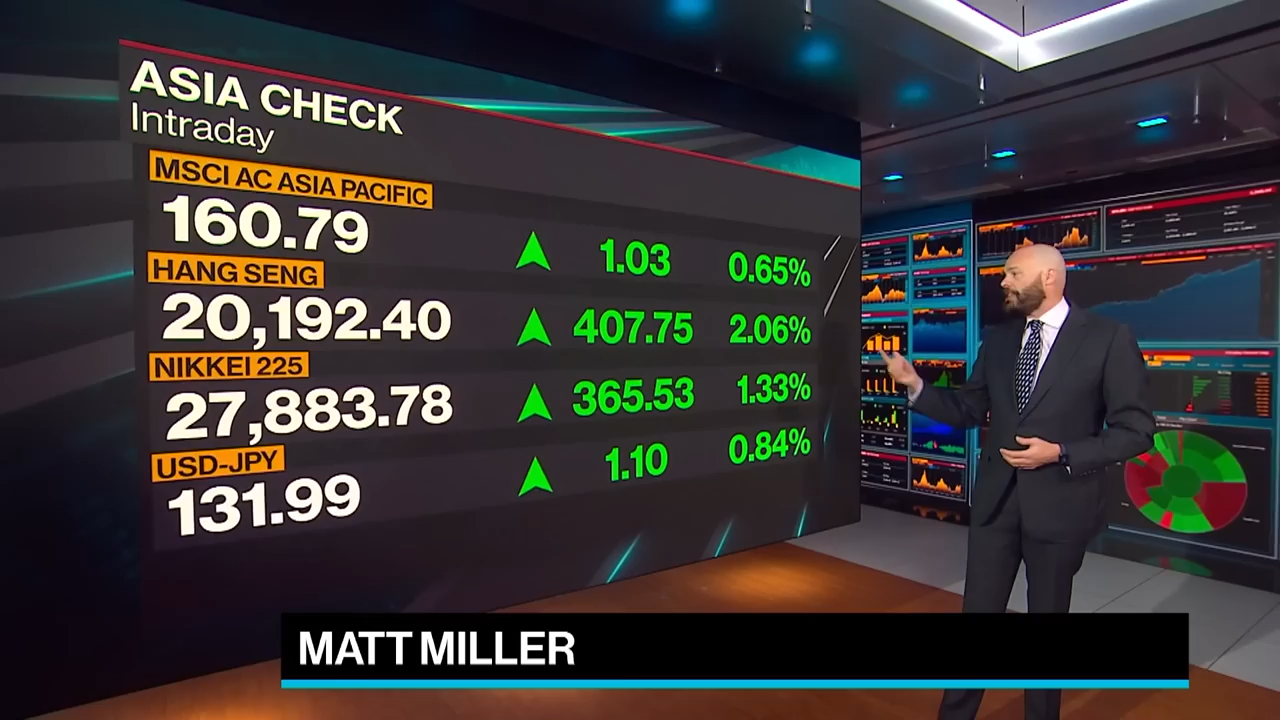 ASIA CHECK
Intraday
MSCI AC ASIA PACIFIC
160.79 1.03 0.65%
HANG SENG
20,192.40 407.75 2.06%
NIKKEI 225
27,883.78 365.53 1.33%
USD-JPY
131.99 1.10 0.84%
MATT MILLER